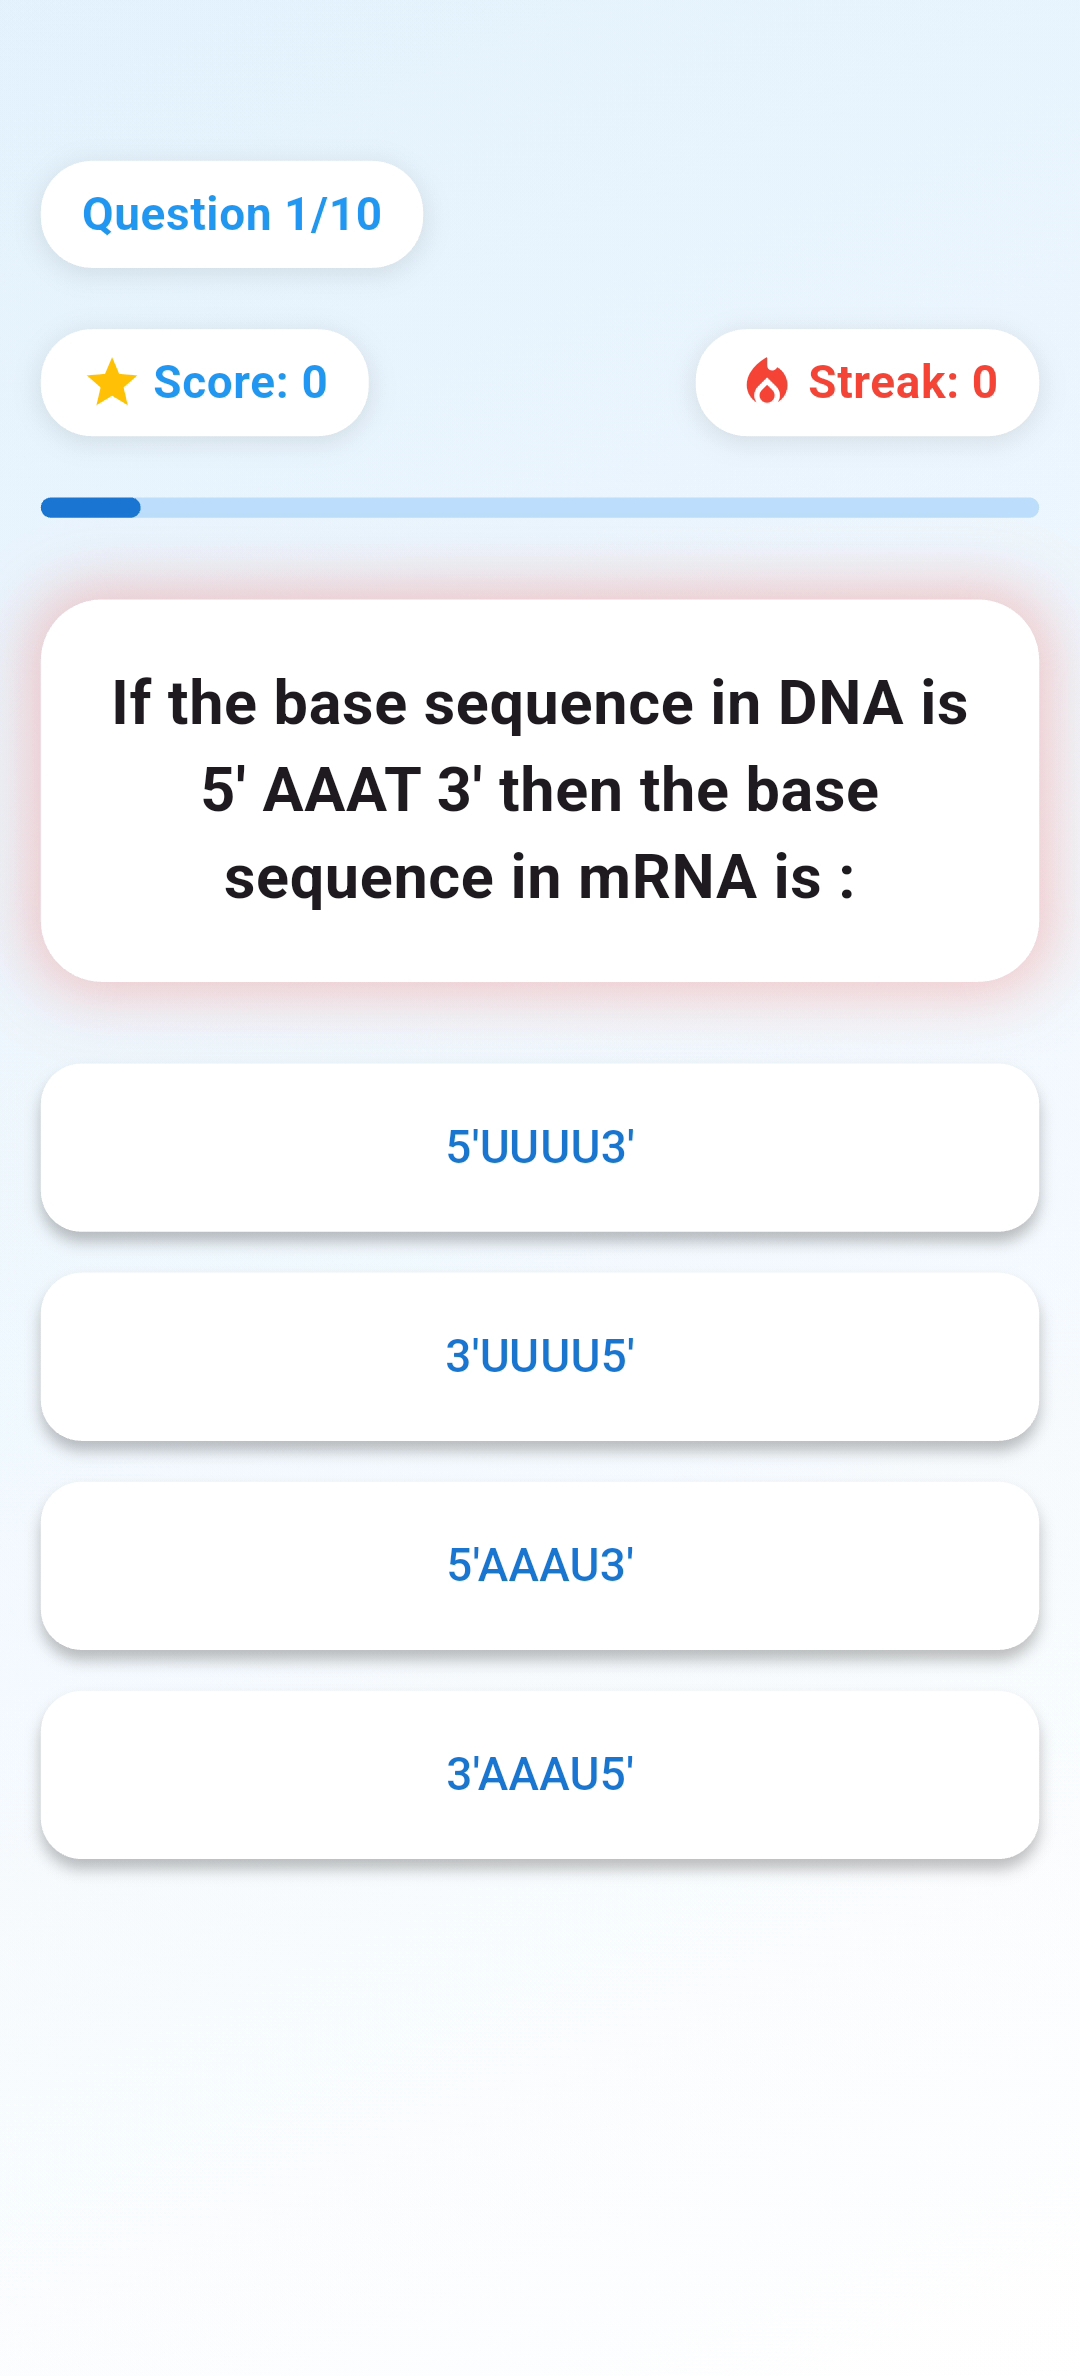 Question 1/10
Score: 0
Streak: 0
If the base sequence in DNA is
5' AAAT 3' then the base
sequence in mRNA is :
5'UUUU3'
3'UUUU5'
5'AAAU3'
3'AAAU5'